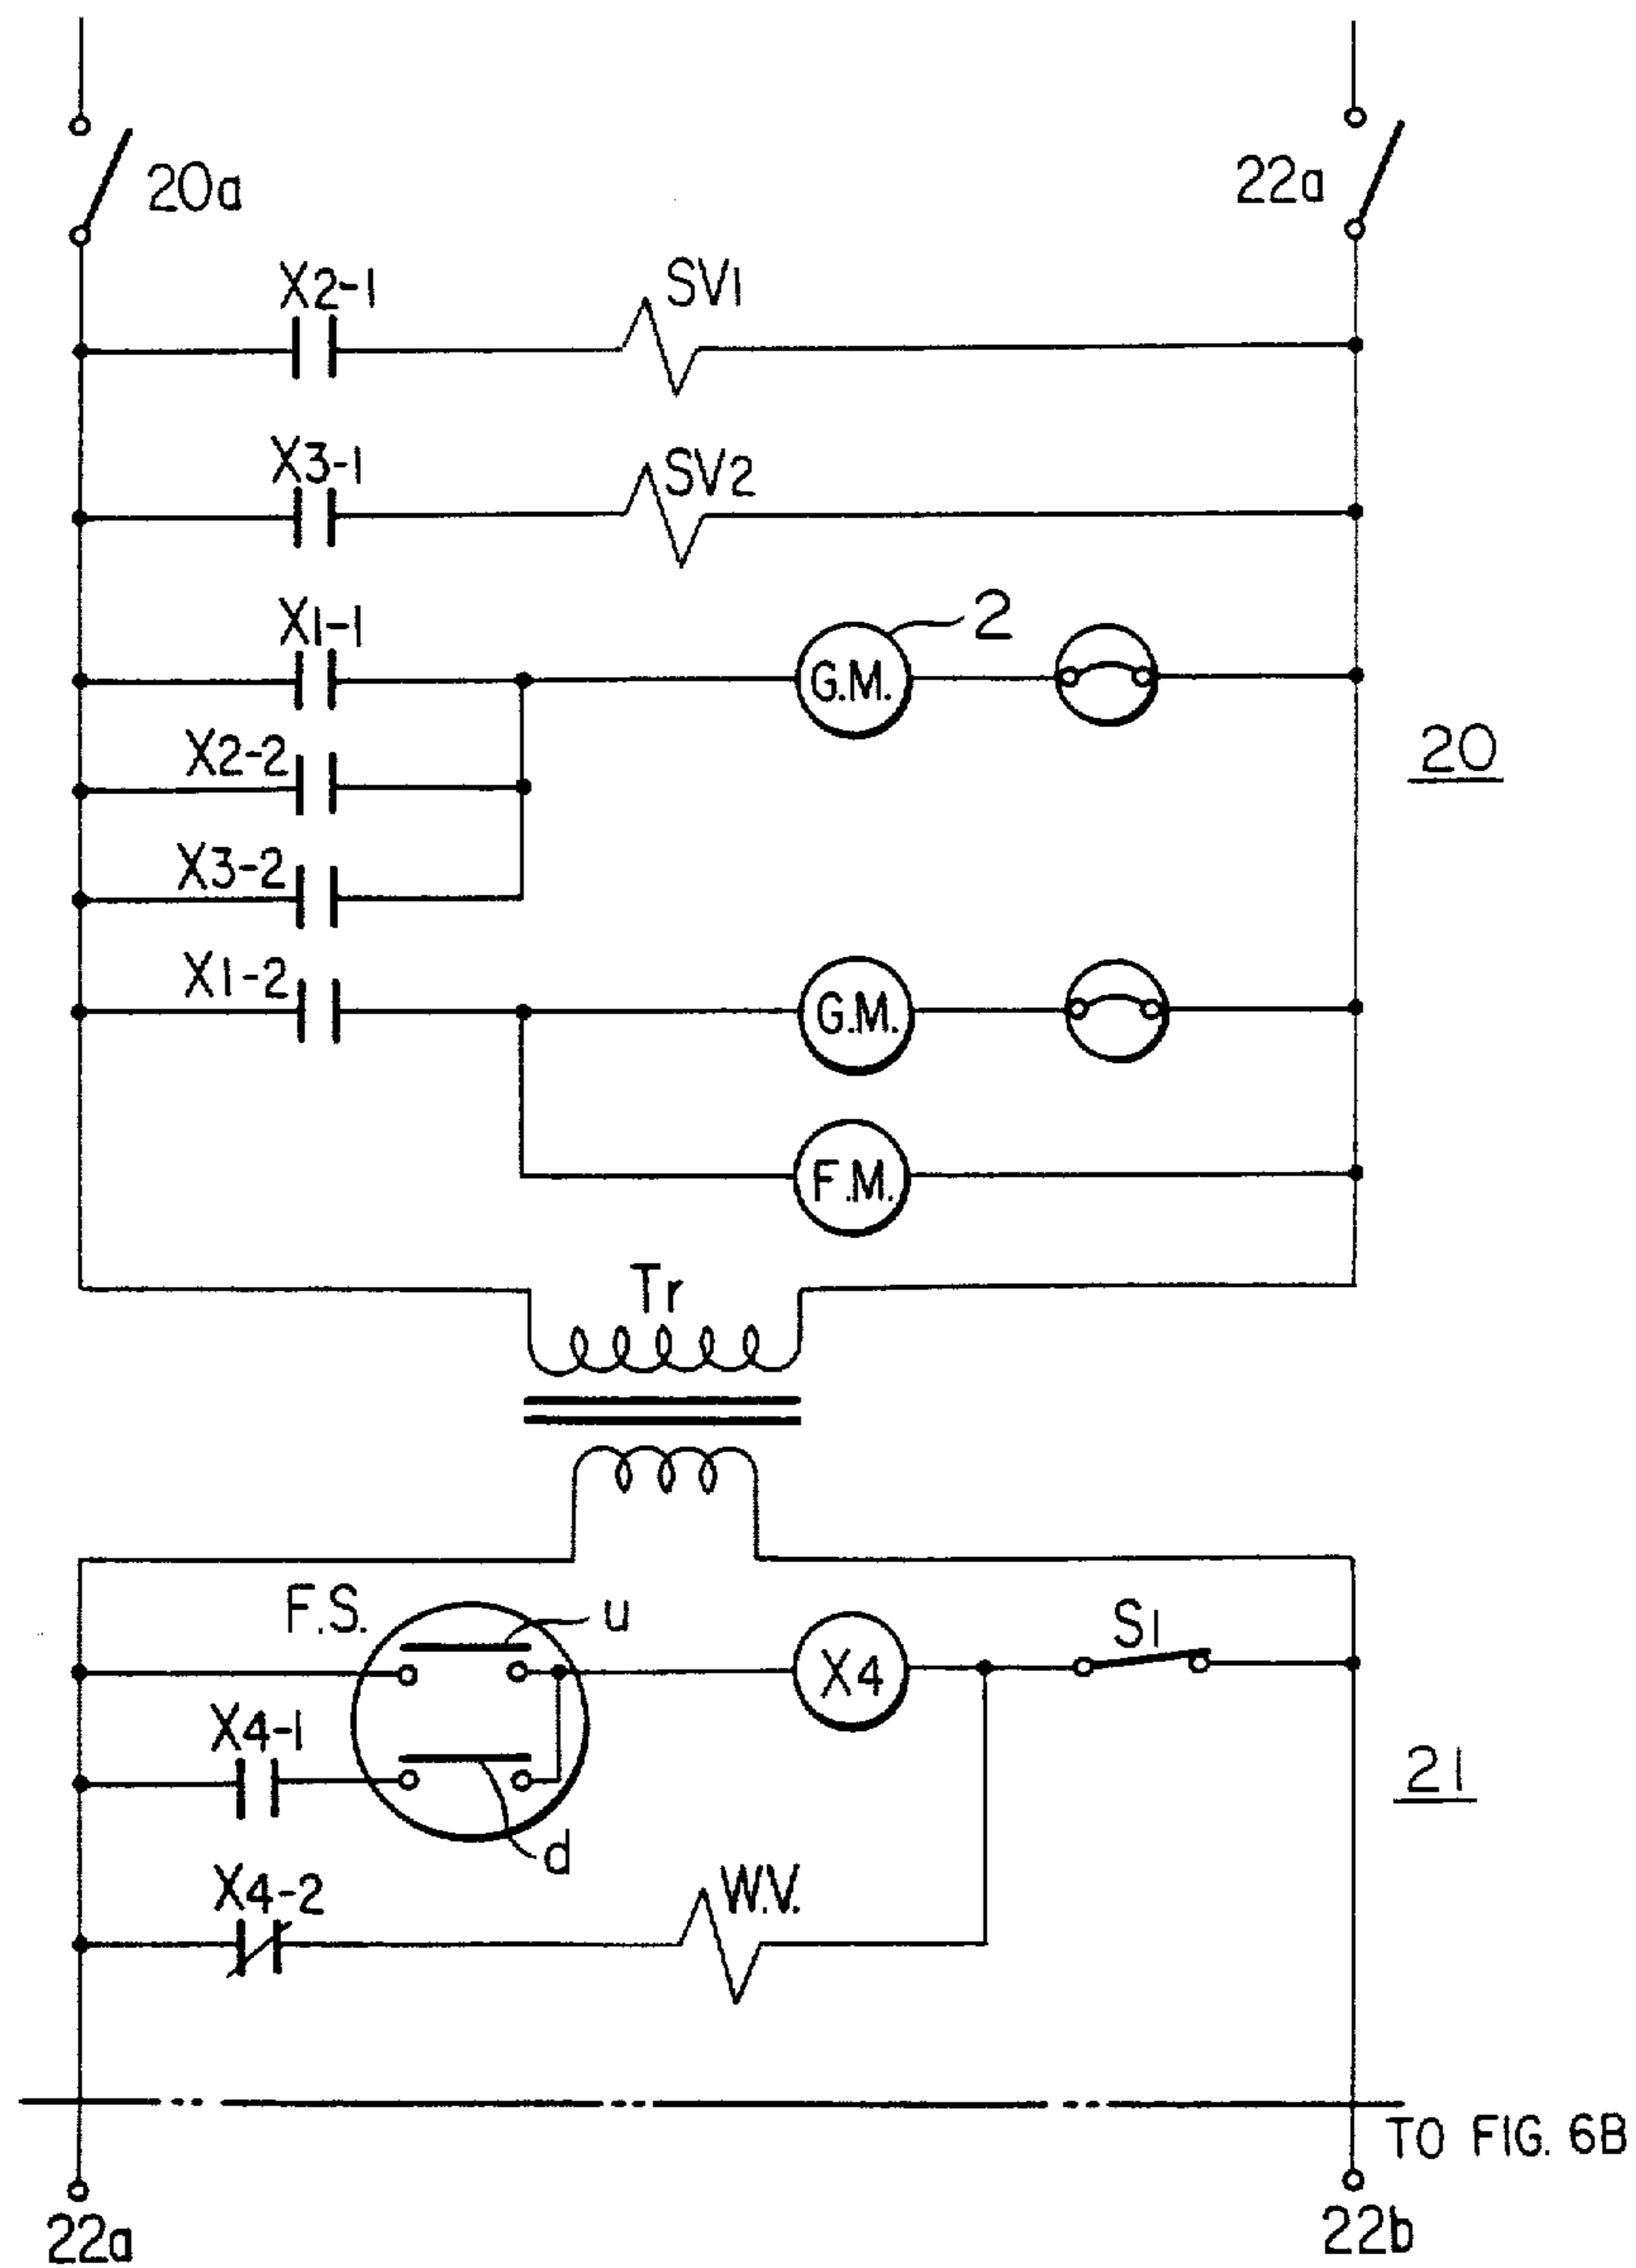 20a
22a
X2-1
SV1
X3-1
SV2
X1-1
2
G.M.
20
X2-2
X3-2
X1-2
G.M.
F.M.
Tr
F.S.
u
S1
X4
X4-1
21
d
X4-2
W.V.
TO FIG. 6B
22a
22b